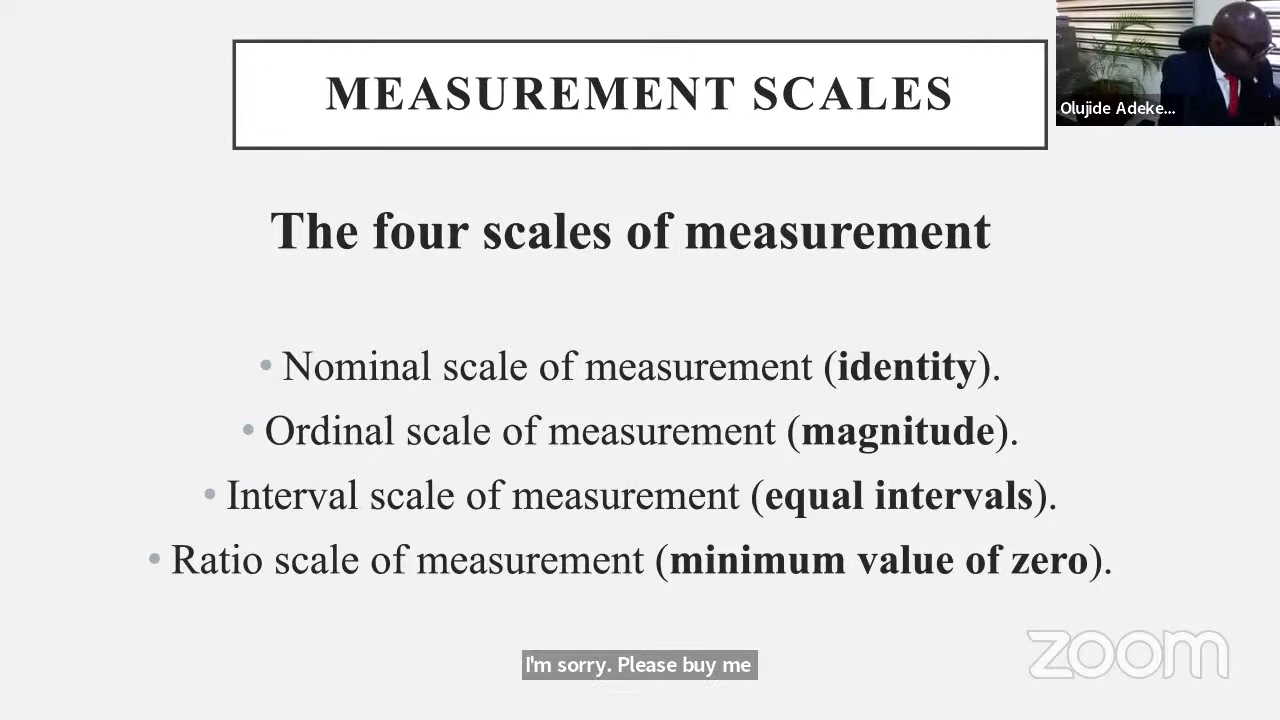 MEASUREMENT SCALES
Olujide Adeke...
The four scales of measurement
• Nominal scale of measurement (identity).
• Ordinal scale of measurement (magnitude).
• Interval scale of measurement (equal intervals).
• Ratio scale of measurement (minimum value of zero).
zoom
I'm sorry. Please buy me